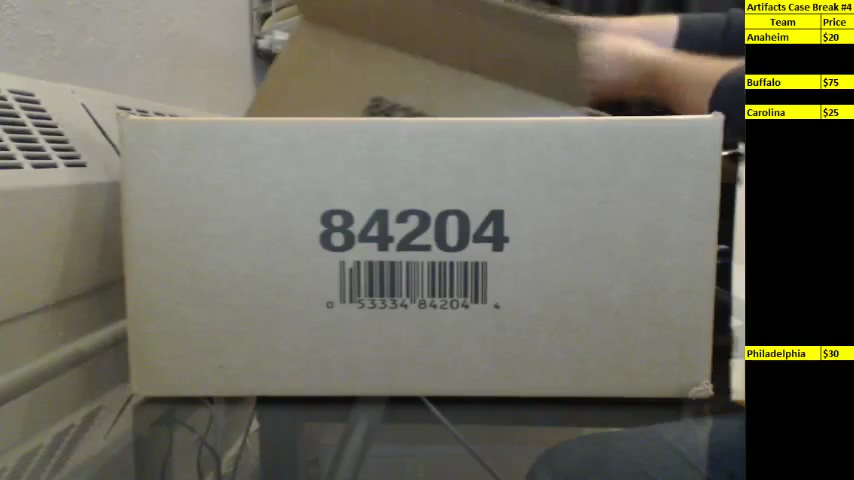 Artifacts Case Break #4
Team Price
Anaheim $20
Buffalo $75
Carolina $25
Philadelphia $30
84204
0 53334 84204 4